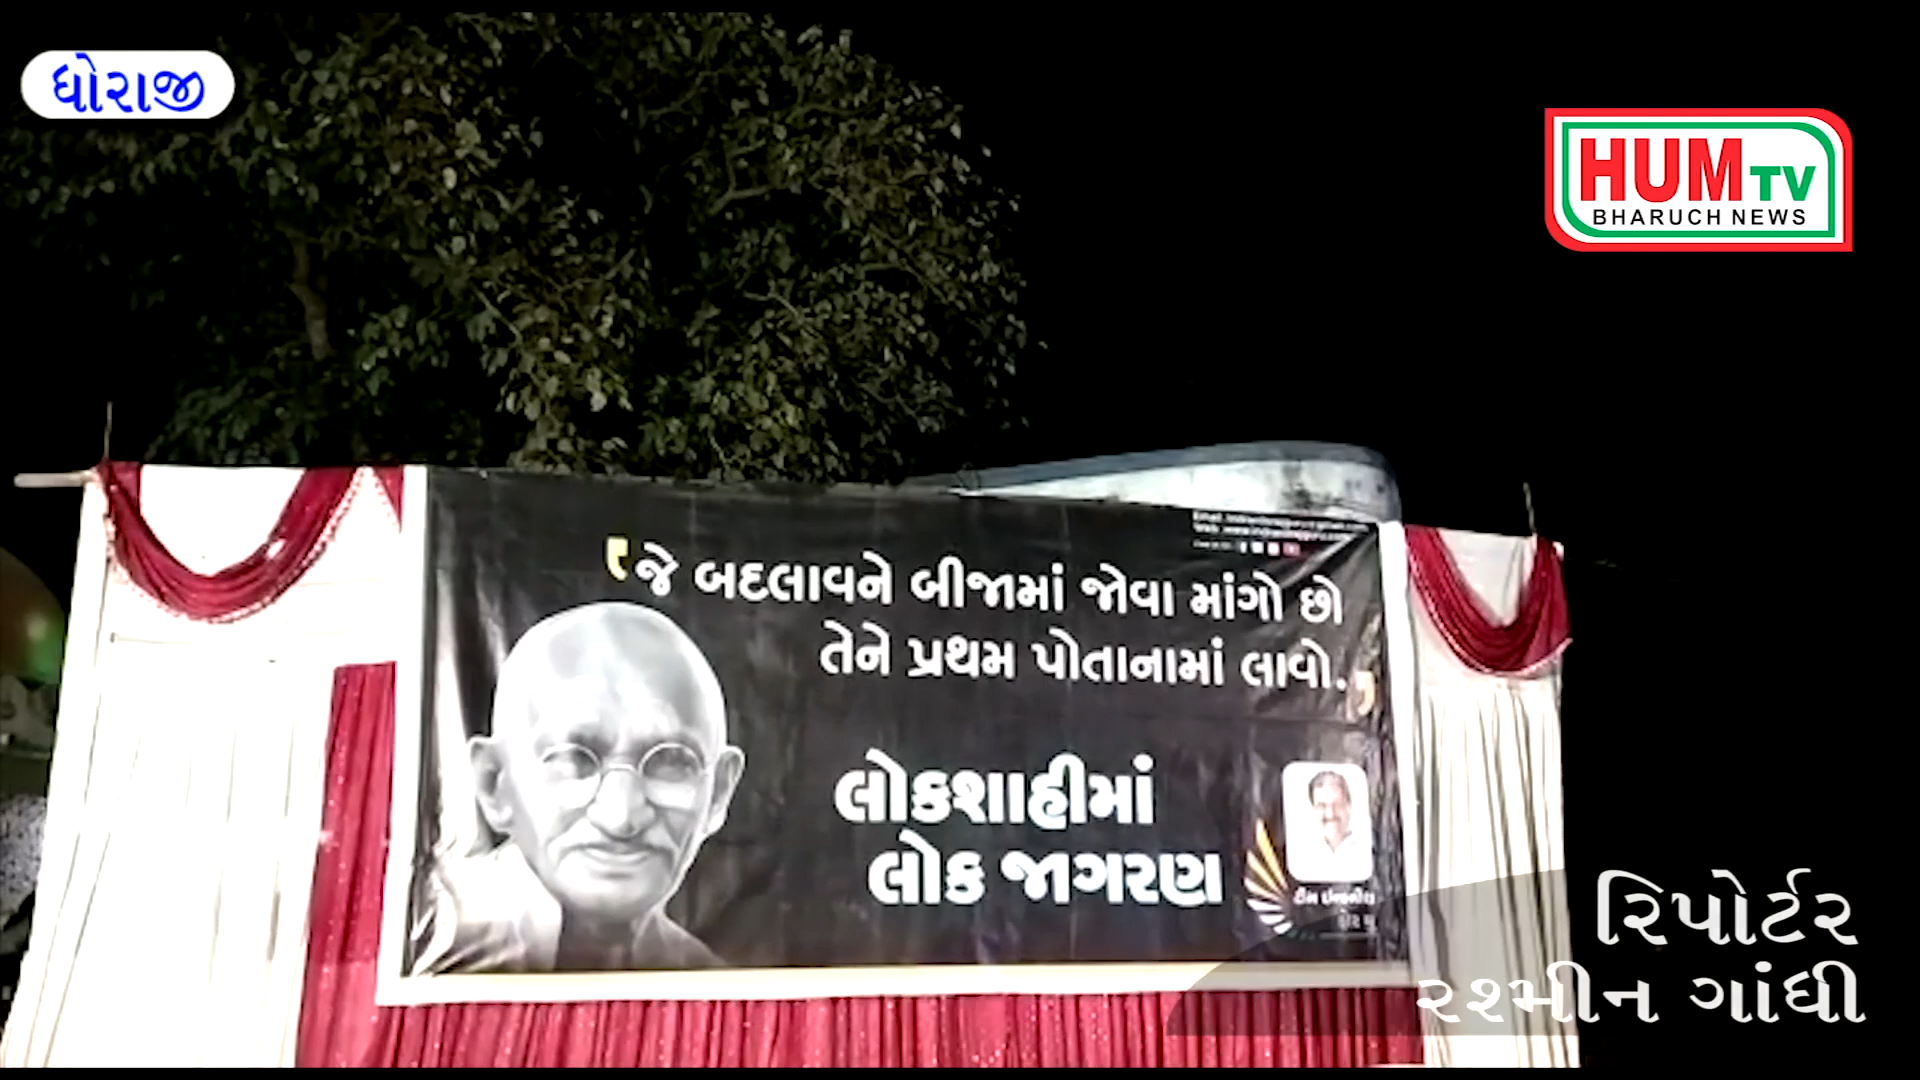 ધોરાજી
HUM TV
BHARUCH NEWS
'જે બદલાવને બીજામાં જોવા માંગો છો
તેને પ્રથમ પોતાનામાં લાવો.'
લોકશાહીમાં
લોક જાગરણ
રિપોર્ટર
રશ્મીન ગાંધી